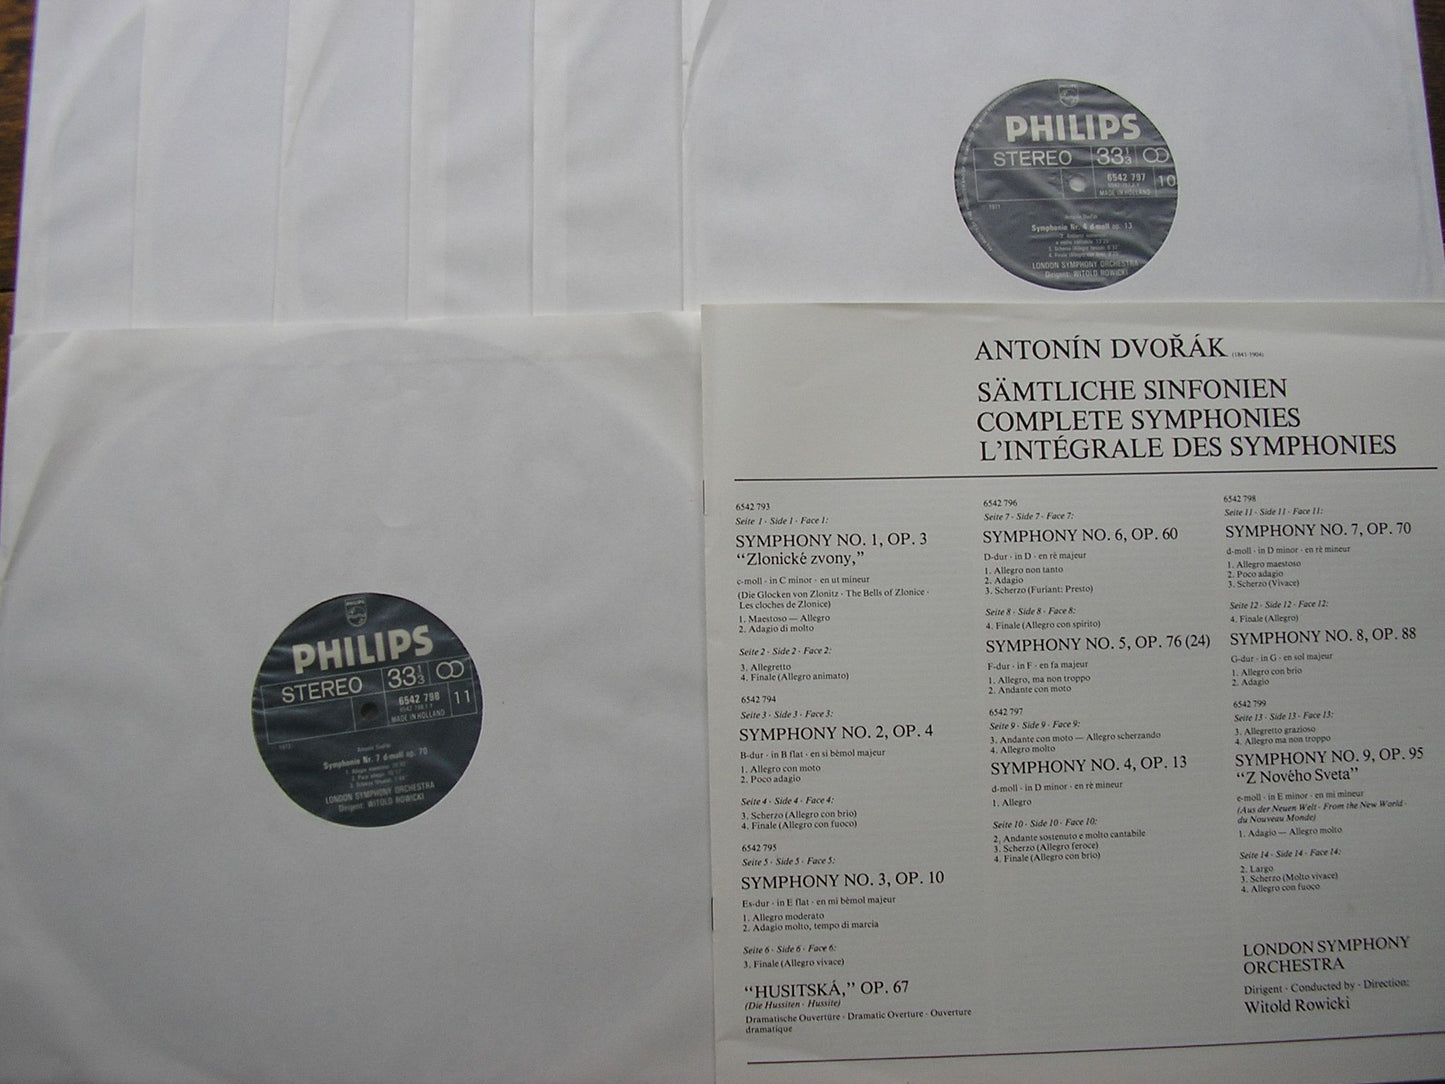 PHILIPS
STEREO
33 1/3
6542 797
10
MADE IN HOLLAND
1971
Symphonie Nr. 4 d-moll op. 13
LONDON SYMPHONY ORCHESTRA
Dirigent: WITOLD ROWICKI
PHILIPS
STEREO
33 1/3
6542 798
11
MADE IN HOLLAND
Symphonie Nr. 7 d-moll op. 70
LONDON SYMPHONY ORCHESTRA
Dirigent: WITOLD ROWICKI
ANTONÍN DVOŘÁK (1841-1904)
SÄMTLICHE SINFONIEN
COMPLETE SYMPHONIES
L'INTÉGRALE DES SYMPHONIES
6542 793
Seite 1 · Side 1 · Face 1:
SYMPHONY NO. 1, OP. 3
“Zlonické zvony,”
c-moll · in C minor · en ut mineur
(Die Glocken von Zlonitz · The Bells of Zlonice ·
Les cloches de Zlonice)
1. Maestoso — Allegro
2. Adagio di molto
Seite 2 · Side 2 · Face 2:
3. Allegretto
4. Finale (Allegro animato)
6542 794
Seite 3 · Side 3 · Face 3:
SYMPHONY NO. 2, OP. 4
B-dur · in B flat · en si bèmol majeur
1. Allegro con moto
2. Poco adagio
Seite 4 · Side 4 · Face 4:
3. Scherzo (Allegro con brio)
4. Finale (Allegro con fuoco)
6542 795
Seite 5 · Side 5 · Face 5:
SYMPHONY NO. 3, OP. 10
Es-dur · in E flat · en mi bèmol majeur
1. Allegro moderato
2. Adagio molto, tempo di marcia
Seite 6 · Side 6 · Face 6:
3. Finale (Allegro vivace)
“HUSITSKÁ,” OP. 67
(Die Hussiten · Hussite)
Dramatische Ouvertüre · Dramatic Overture · Ouverture
dramatique
6542 796
Seite 7 · Side 7 · Face 7:
SYMPHONY NO. 6, OP. 60
D-dur · in D · en rè majeur
1. Allegro non tanto
2. Adagio
3. Scherzo (Furiant: Presto)
Seite 8 · Side 8 · Face 8:
4. Finale (Allegro con spirito)
SYMPHONY NO. 5, OP. 76 (24)
F-dur · in F · en fa majeur
1. Allegro, ma non troppo
2. Andante con moto
6542 797
Seite 9 · Side 9 · Face 9:
3. Andante con moto — Allegro scherzando
4. Allegro molto
SYMPHONY NO. 4, OP. 13
d-moll · in D minor · en rè mineur
1. Allegro
Seite 10 · Side 10 · Face 10:
2, Andante sostenuto e molto cantabile
3. Scherzo (Allegro feroce)
4. Finale (Allegro con brio)
6542 798
Seite 11 · Side 11 · Face 11:
SYMPHONY NO. 7, OP. 70
d-moll · in D minor · en rè mineur
1. Allegro maestoso
2. Poco adagio
3. Scherzo (Vivace)
Seite 12 · Side 12 · Face 12:
4. Finale (Allegro)
SYMPHONY NO. 8, OP. 88
G-dur · in G · en sol majeur
1. Allegro con brio
2. Adagio
6542 799
Seite 13 · Side 13 · Face 13:
3. Allegretto grazioso
4. Allegro ma non troppo
SYMPHONY NO. 9, OP. 95
“Z Nového Sveta”
e-moll · in E minor · en mi mineur
(Aus der Neuen Welt · From the New World ·
du Nouveau Monde)
1. Adagio — Allegro molto
Seite 14 · Side 14 · Face 14:
2. Largo
3. Scherzo (Molto vivace)
4. Allegro con fuoco
LONDON SYMPHONY
ORCHESTRA
Dirigent · Conducted by · Direction:
Witold Rowicki